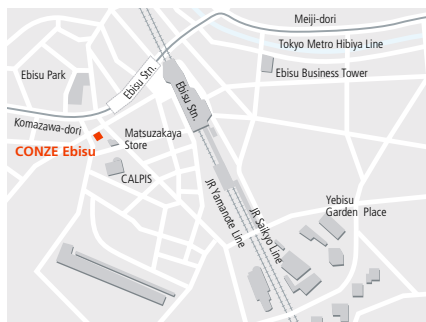 Meiji-dori
Tokyo Metro Hibiya Line
Ebisu Park
Ebisu Stn.
Ebisu Stn.
Ebisu Business Tower
Komazawa-dori
Matsuzakaya
Store
CONZE Ebisu
CALPIS
JR Yamanote Line
JR Saikyo Line
Yebisu
Garden Place